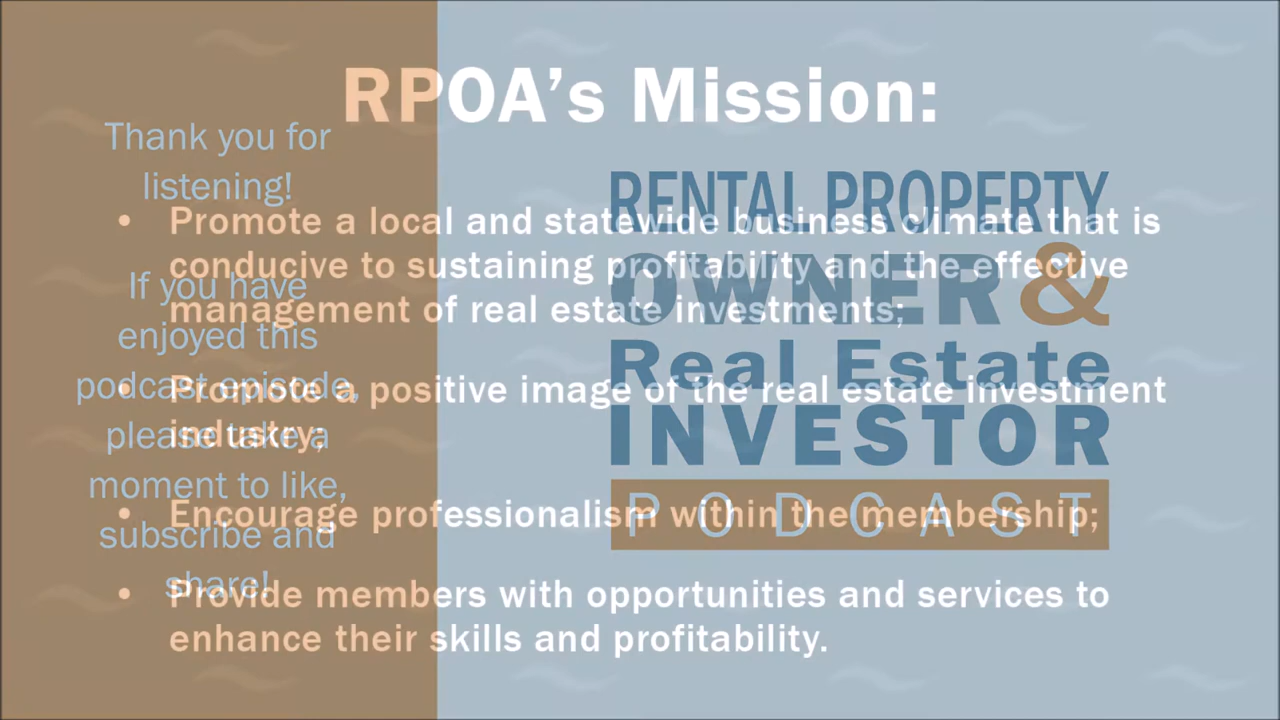 RPOA's Mission:
• Promote a local and statewide business climate that is
conducive to sustaining profitability and the effective
management of real estate investments;
• Promote a positive image of the real estate investment
industry;
• Encourage professionalism within the membership;
• Provide members with opportunities and services to
enhance their skills and profitability.
Thank you for
listening!
If you have
enjoyed this
podcast episode,
please take a
moment to like,
subscribe and
share!
RENTAL PROPERTY
OWNER &
Real Estate
INVESTOR
PODCAST